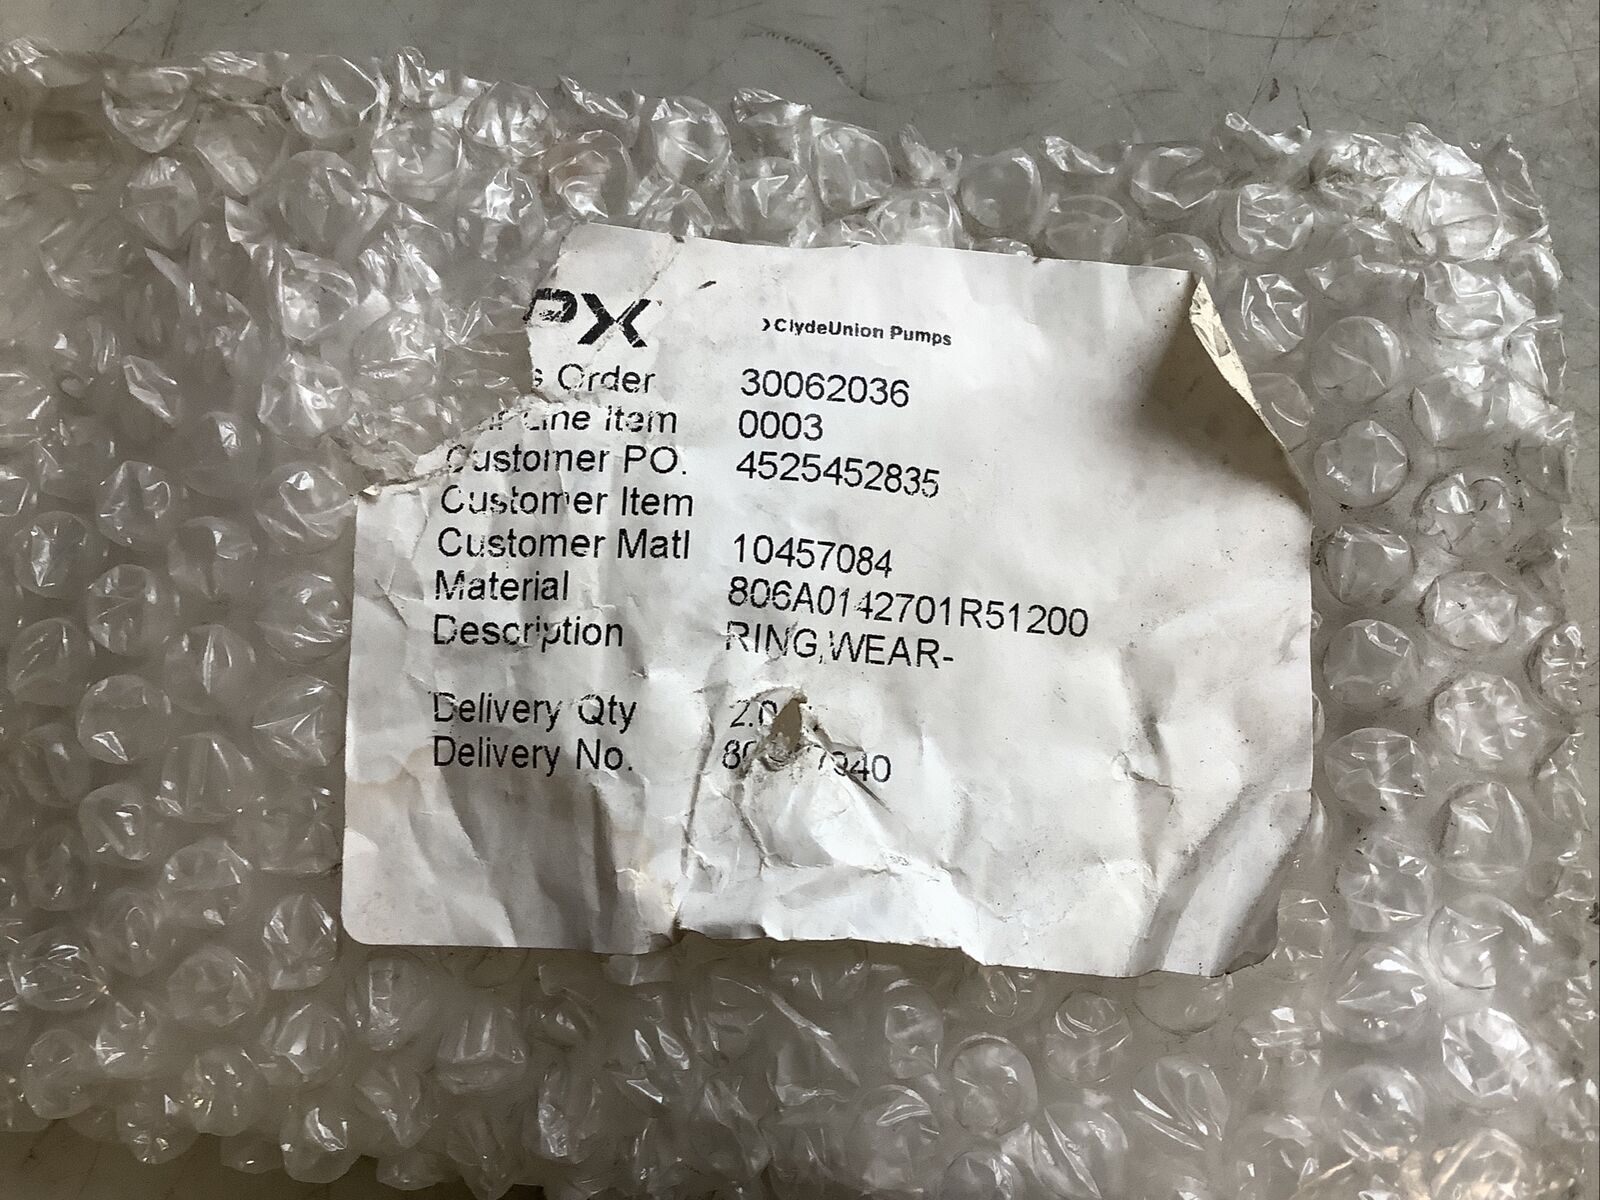 PX
›ClydeUnion Pumps
Order 30062036
Line Item 0003
Customer PO. 4525452835
Customer Item
Customer Matl 10457084
Material 806A0142701R51200
Description RING,WEAR-
Delivery Qty
Delivery No.